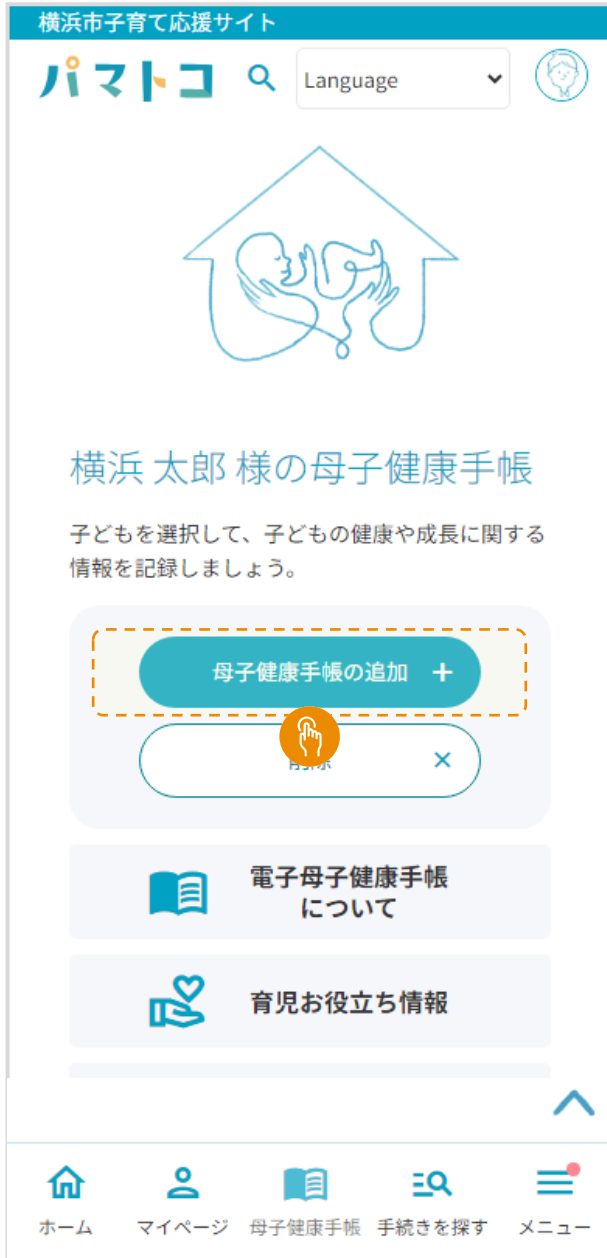 横浜市子育て応援サイト
パマトコ
Language
横浜 太郎 様の母子健康手帳
子どもを選択して、子どもの健康や成長に関する
情報を記録しましょう。
母子健康手帳の追加 +
削除 ×
電子母子健康手帳
について
育児お役立ち情報
ホーム マイページ 母子健康手帳 手続きを探す メニュー